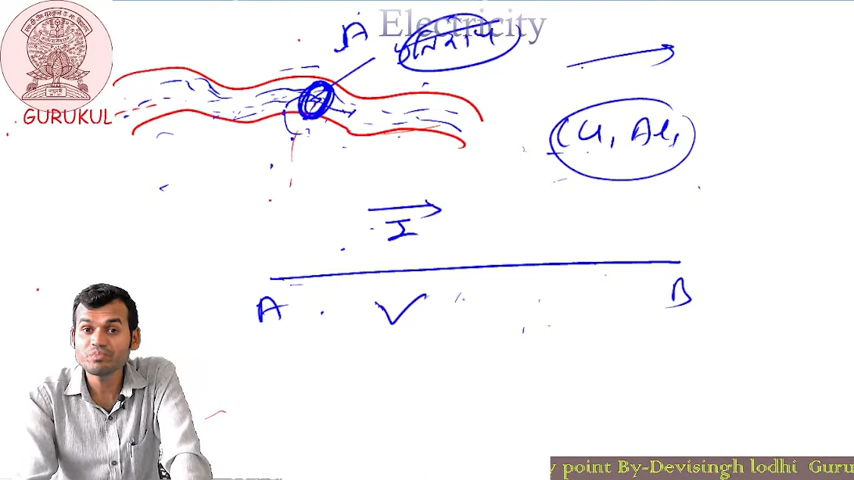 Electricity
A
GURUKUL
Cu, Al,
I
A
B
y point By-Devisingh lodhi Guru